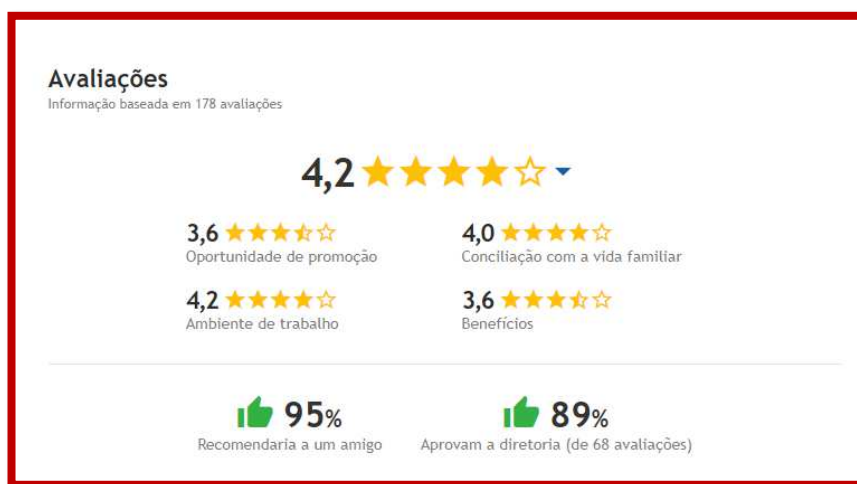 Avaliações
Informação baseada em 178 avaliações
4,2
3,6
Oportunidade de promoção
4,0
Conciliação com a vida familiar
4,2
Ambiente de trabalho
3,6
Benefícios
95%
Recomendaria a um amigo
89%
Aprovam a diretoria (de 68 avaliações)